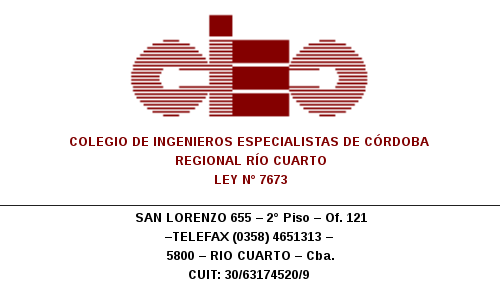 ciec
COLEGIO DE INGENIEROS ESPECIALISTAS DE CÓRDOBA
REGIONAL RÍO CUARTO
LEY N° 7673
SAN LORENZO 655 – 2° Piso – Of. 121
–TELEFAX (0358) 4651313 –
5800 – RIO CUARTO – Cba.
CUIT: 30/63174520/9